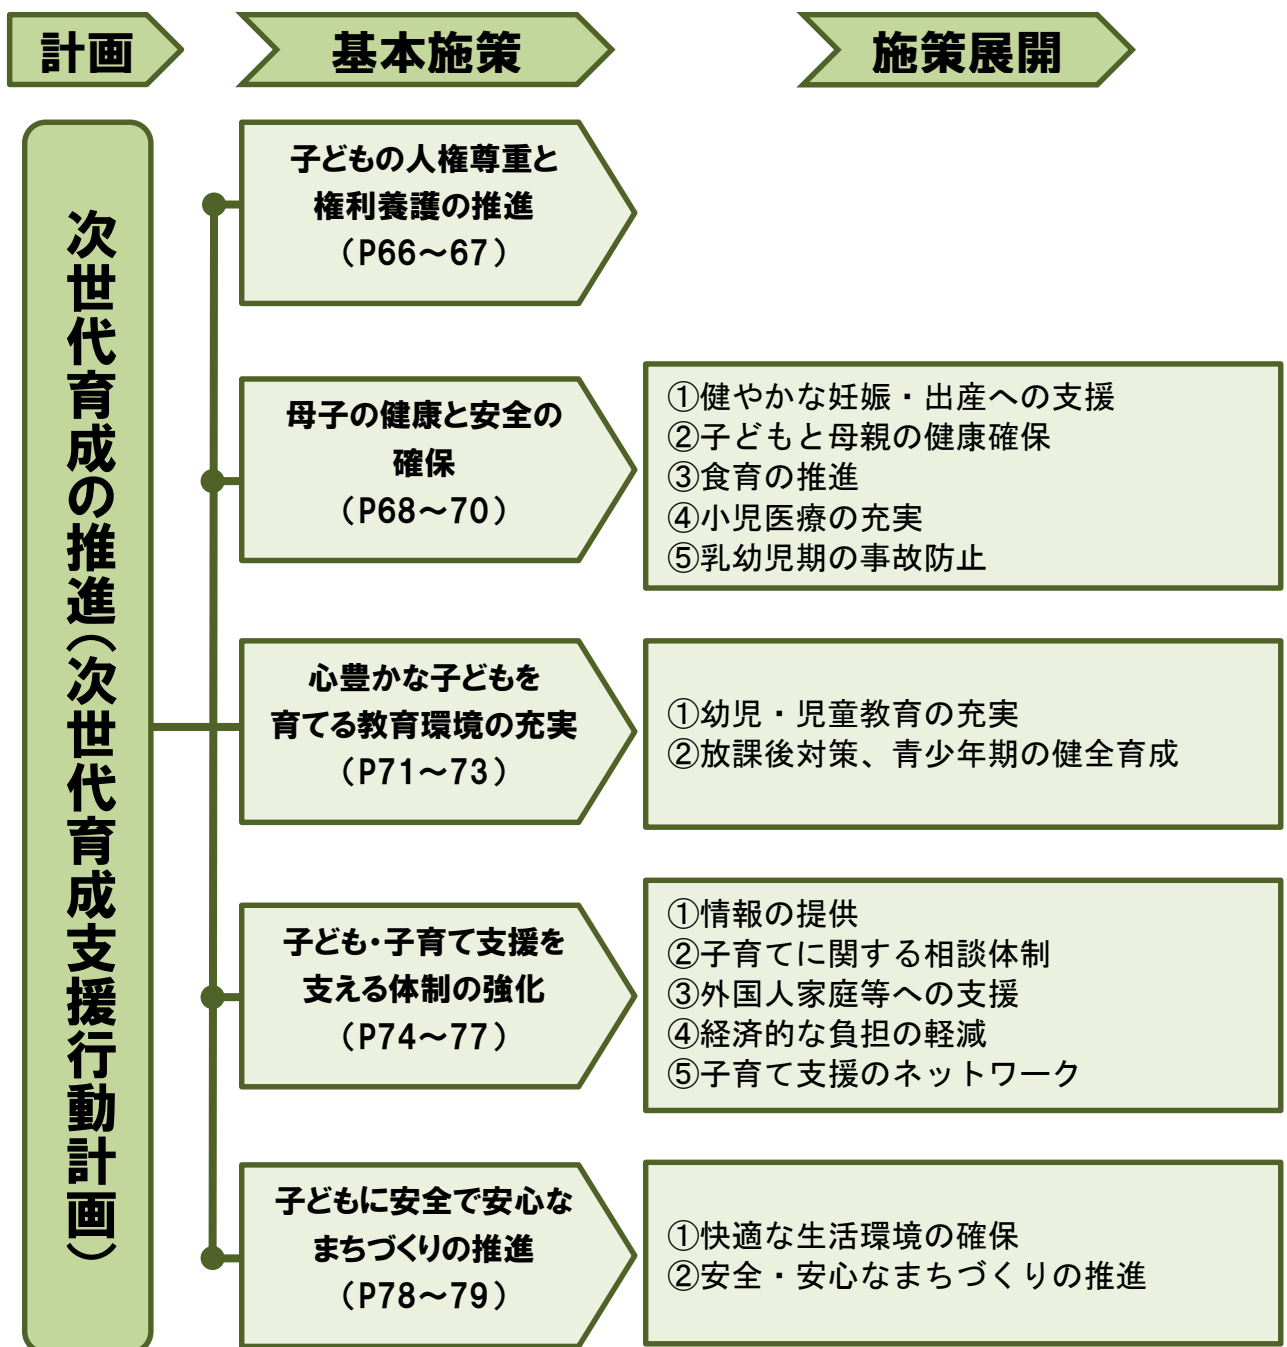 計画
基本施策
施策展開
次世代育成の推進（次世代育成支援行動計画）
子どもの人権尊重と
権利養護の推進
（P66～67）
母子の健康と安全の
確保
（P68～70）
①健やかな妊娠・出産への支援
②子どもと母親の健康確保
③食育の推進
④小児医療の充実
⑤乳幼児期の事故防止
心豊かな子どもを
育てる教育環境の充実
（P71～73）
①幼児・児童教育の充実
②放課後対策、青少年期の健全育成
子ども・子育て支援を
支える体制の強化
（P74～77）
①情報の提供
②子育てに関する相談体制
③外国人家庭等への支援
④経済的な負担の軽減
⑤子育て支援のネットワーク
子どもに安全で安心な
まちづくりの推進
（P78～79）
①快適な生活環境の確保
②安全・安心なまちづくりの推進